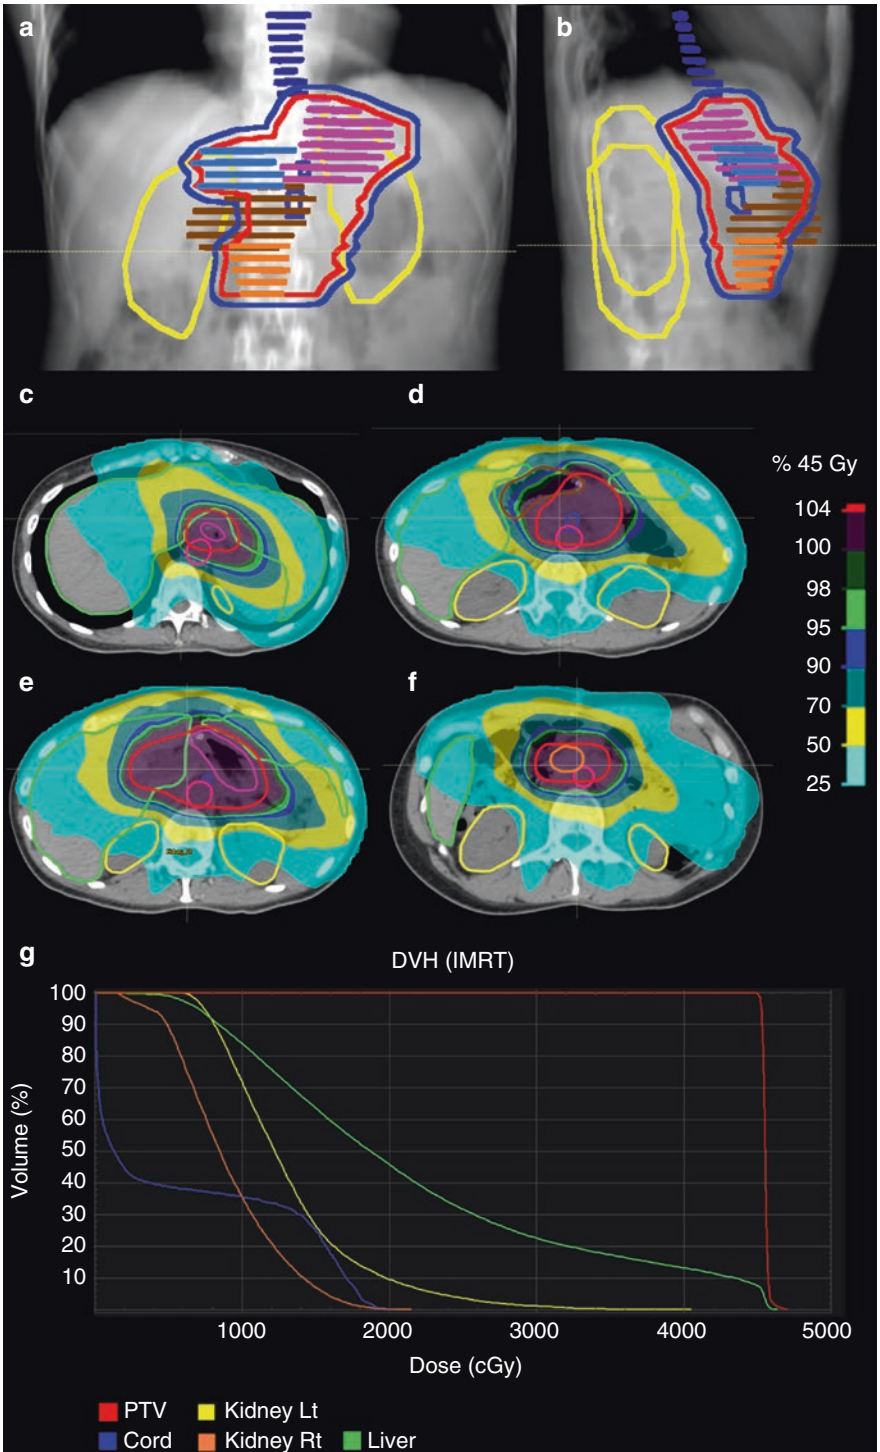 a
b
c
d
% 45 Gy
104
100
98
95
90
70
50
25
e
f
g
DVH (IMRT)
100
90
80
70
60
50
40
30
20
10
Volume (%)
1000
2000
3000
4000
5000
Dose (cGy)
PTV
Kidney Lt
Cord
Kidney Rt
Liver